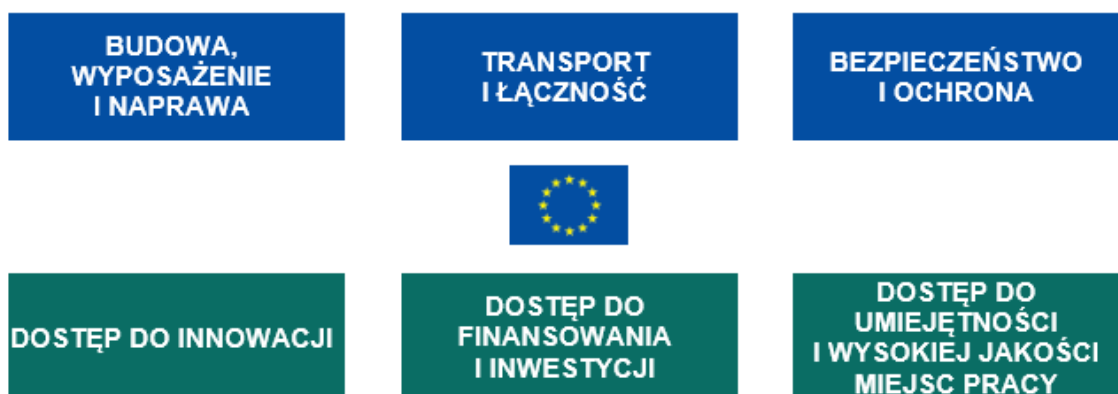 BUDOWA,
WYPOSAŻENIE
I NAPRAWA
TRANSPORT
I ŁĄCZNOŚĆ
BEZPIECZEŃSTWO
I OCHRONA
DOSTĘP DO INNOWACJI
DOSTĘP DO
FINANSOWANIA
I INWESTYCJI
DOSTĘP DO
UMIEJĘTNOŚCI
I WYSOKIEJ JAKOŚCI
MIEJSC PRACY